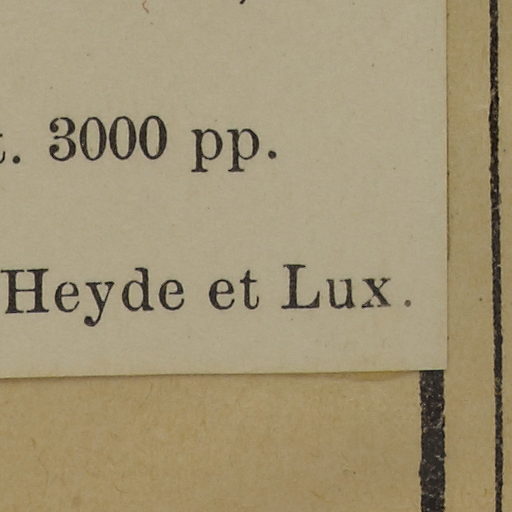 t. 3000 pp.
Heyde et Lux.